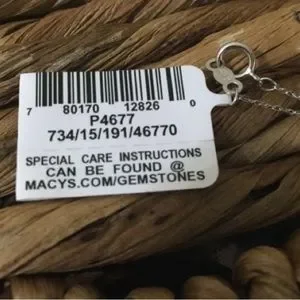 7 80170 12826 0
P4677
734/15/191/46770
SPECIAL CARE INSTRUCTIONS
CAN BE FOUND @
MACYS.COM/GEMSTONES